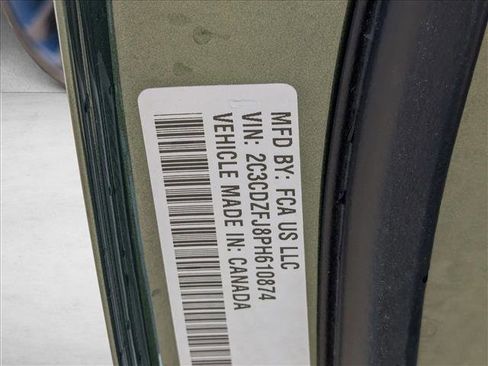 MFD BY: FCA US LLC
VIN: 2C3CDZFJ8PH610874
VEHICLE MADE IN: CANADA